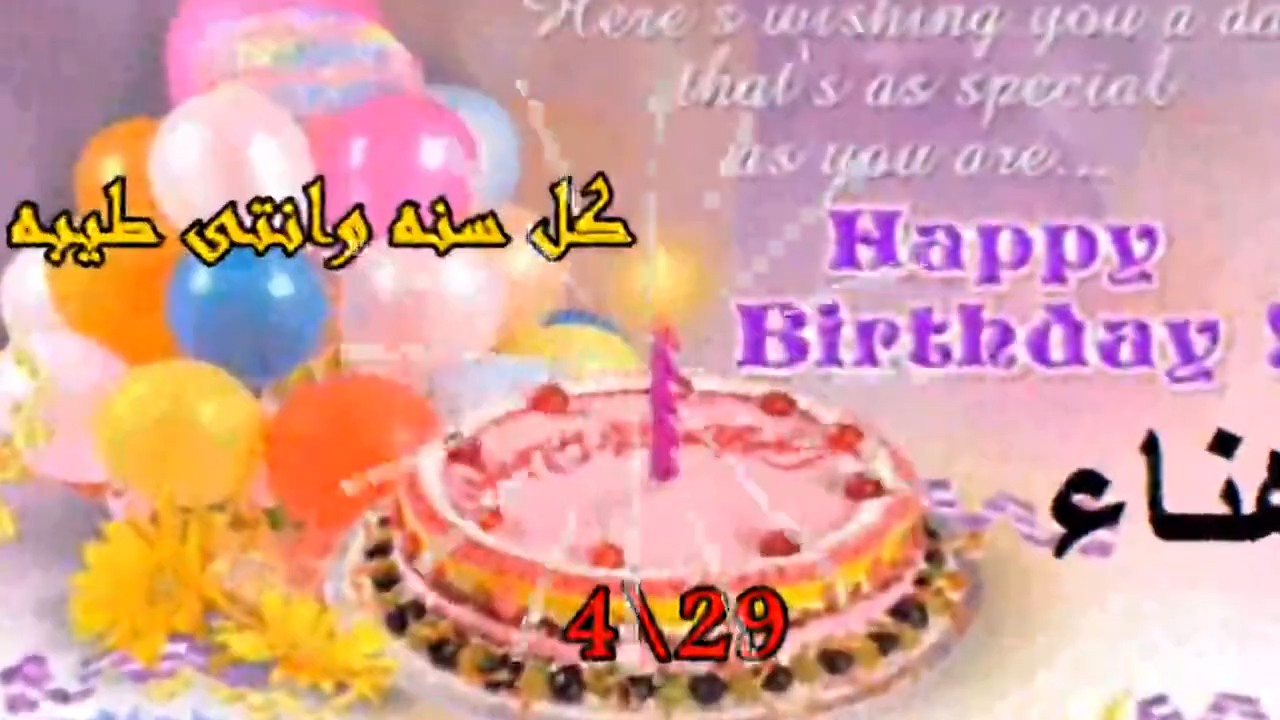 Here's wishing you a da
that's as special
as you are...
كل سنه وانتى طيبه
Happy
Birthday !
4\29